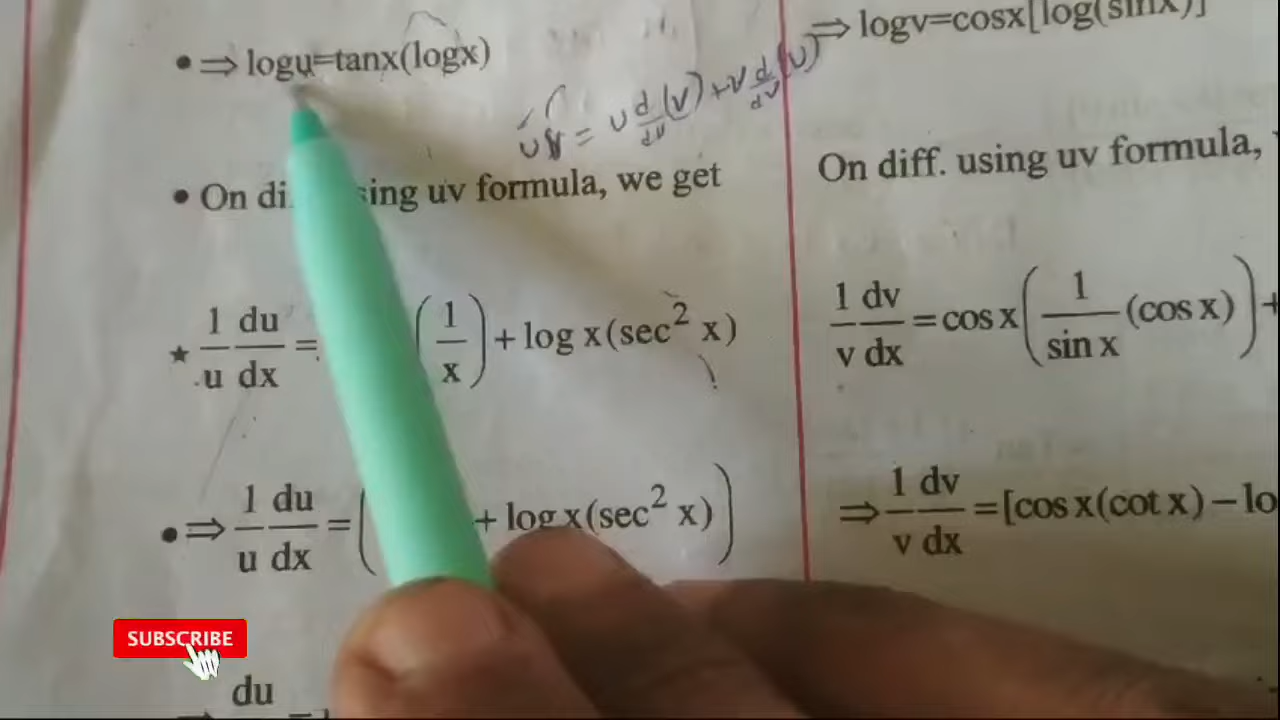 • ⇒ logu=tanx(logx)
uv = u d/dv (v) + v d/dv (u)
• On di sing uv formula, we get
★ 1/u du/dx = (1/x) + log x(sec² x)
• ⇒ 1/u du/dx = ( + log x(sec² x))
⇒ du =
SUBSCRIBE
⇒ logv=cosx[log(sinx)]
On diff. using uv formula,
1/v dv/dx = cos x(1/sin x (cos x)) +
⇒ 1/v dv/dx = [cos x(cot x) – lo